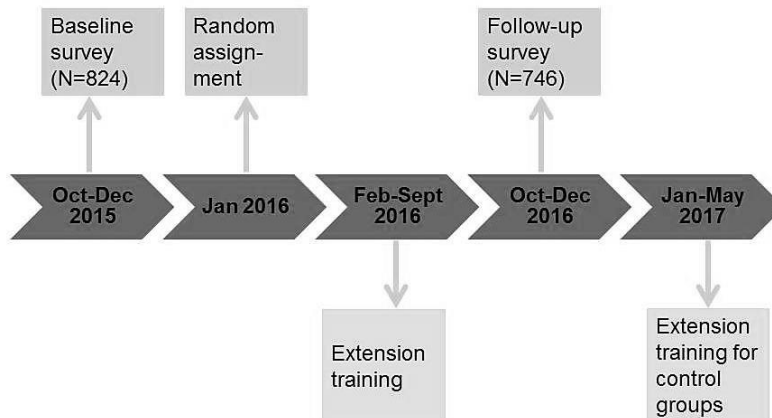 Baseline
survey
(N=824)
Random
assign-
ment
Follow-up
survey
(N=746)
Oct-Dec
2015
Jan 2016
Feb-Sept
2016
Oct-Dec
2016
Jan-May
2017
Extension
training
Extension
training for
control
groups